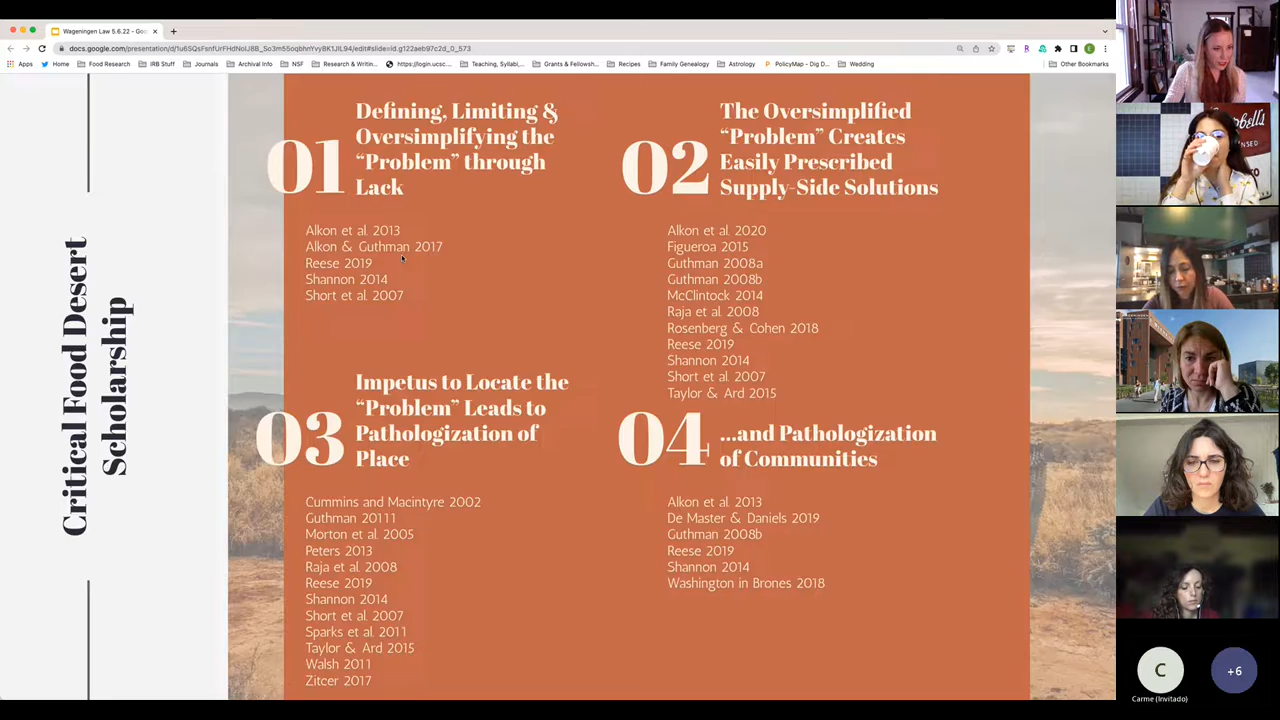 Wageningen Law 5.6.22 - Goo
docs.google.com/presentation/d/1u6SQsFsnfUrFHdNoiJ8B_So3m55oqbhnYvyBK1JIL94/edit#slide=id.g122aeb97c2d_0_573
Apps
Home
Food Research
IRB Stuff
Journals
Archival Info
NSF
Research & Writin...
https://login.ucsc....
Teaching, Syllabi,...
Grants & Fellowsh...
Recipes
Family Genealogy
Astrology
PolicyMap - Dig D...
Wedding
Other Bookmarks
Critical Food Desert
Scholarship
01
Defining, Limiting &
Oversimplifying the
“Problem” through
Lack
Alkon et al. 2013
Alkon & Guthman 2017
Reese 2019
Shannon 2014
Short et al. 2007
02
The Oversimplified
“Problem” Creates
Easily Prescribed
Supply-Side Solutions
Alkon et al. 2020
Figueroa 2015
Guthman 2008a
Guthman 2008b
McClintock 2014
Raja et al. 2008
Rosenberg & Cohen 2018
Reese 2019
Shannon 2014
Short et al. 2007
Taylor & Ard 2015
03
Impetus to Locate the
“Problem” Leads to
Pathologization of
Place
Cummins and Macintyre 2002
Guthman 20111
Morton et al. 2005
Peters 2013
Raja et al. 2008
Reese 2019
Shannon 2014
Short et al. 2007
Sparks et al. 2011
Taylor & Ard 2015
Walsh 2011
Zitcer 2017
04
...and Pathologization
of Communities
Alkon et al. 2013
De Master & Daniels 2019
Guthman 2008b
Reese 2019
Shannon 2014
Washington in Brones 2018
C
Carme (Invitado)
+6